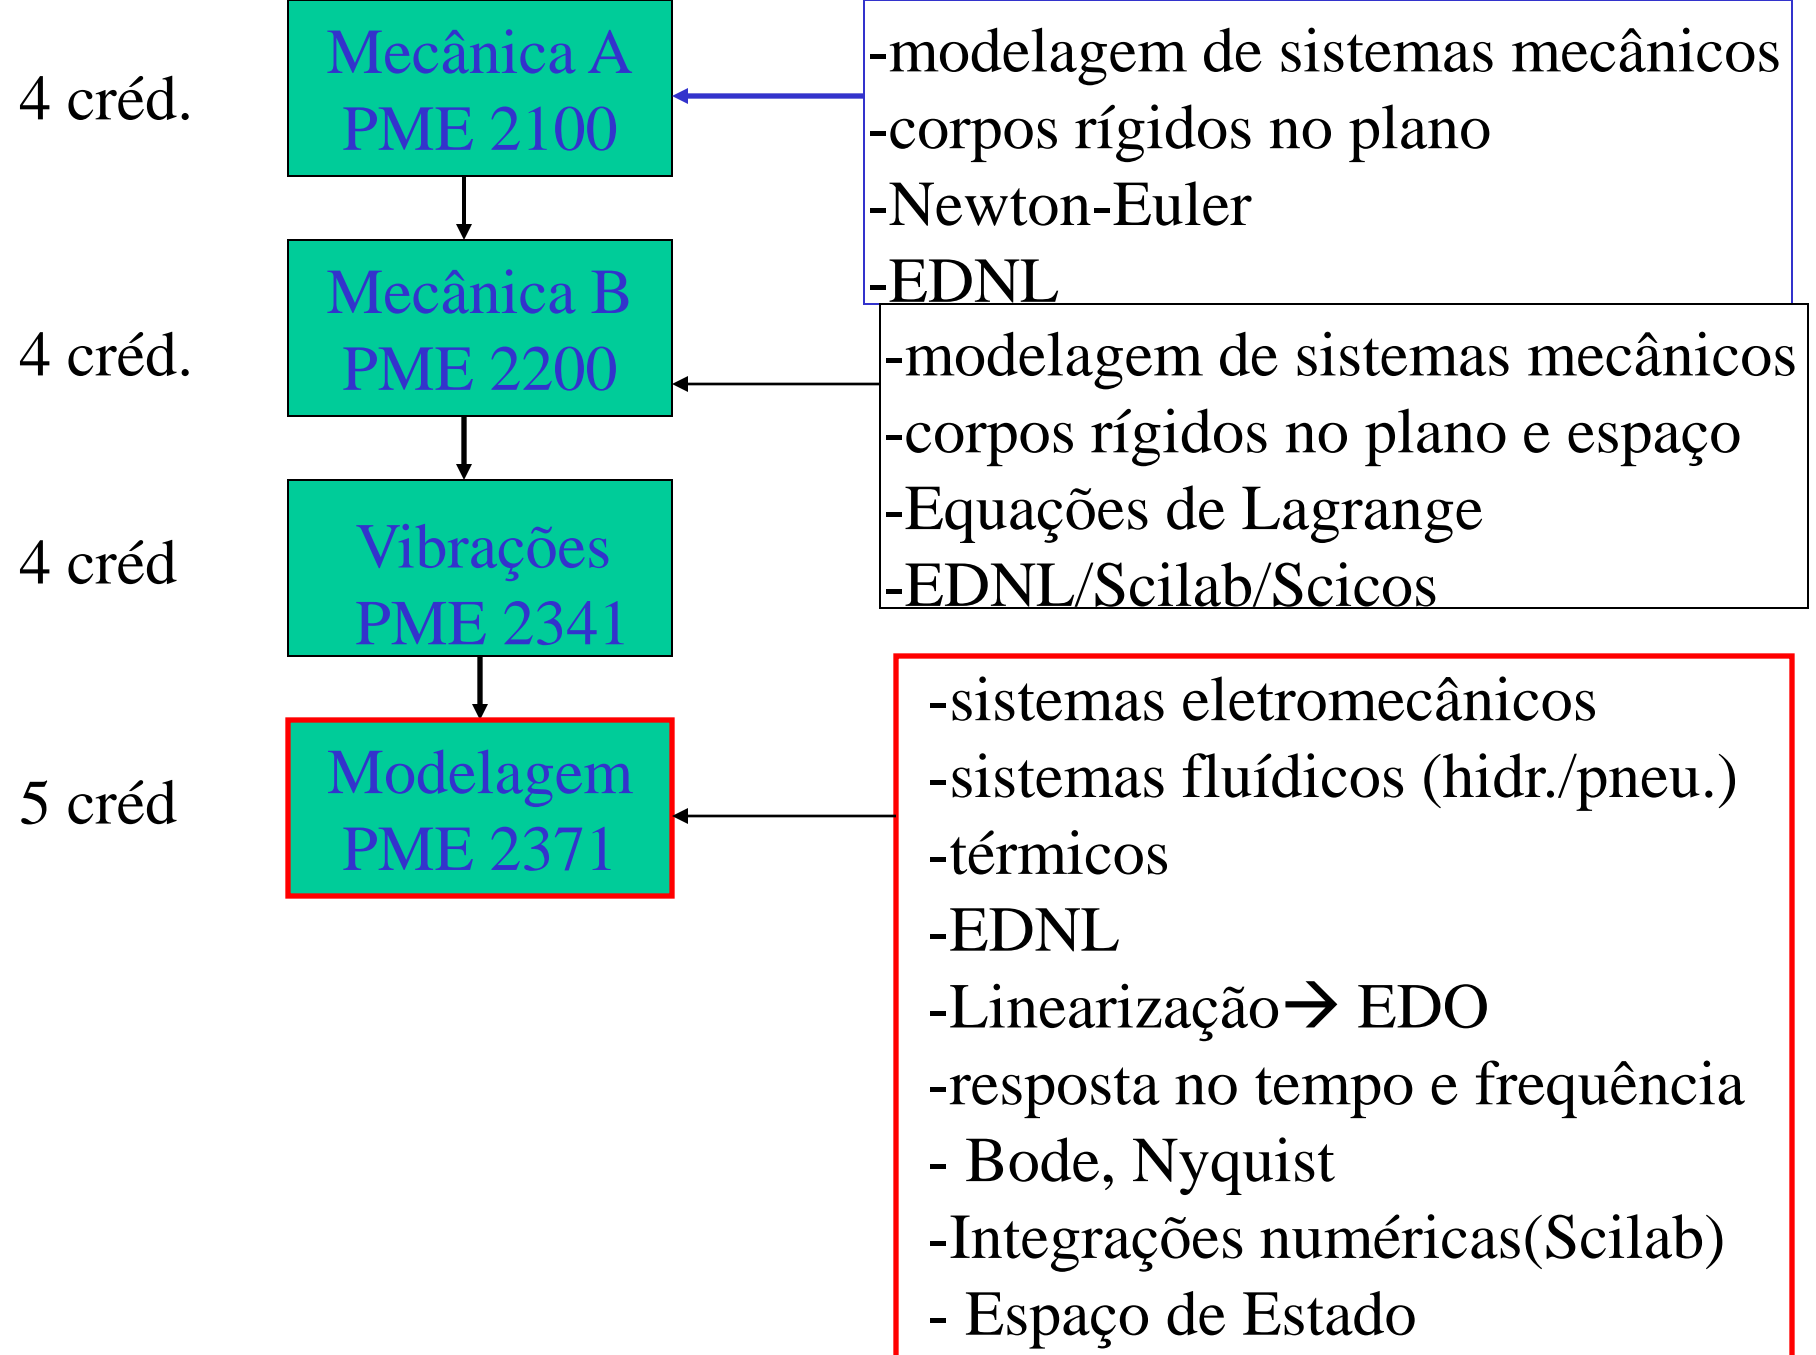 4 créd.
Mecânica A
PME 2100
-modelagem de sistemas mecânicos
-corpos rígidos no plano
-Newton-Euler
-EDNL
4 créd.
Mecânica B
PME 2200
-modelagem de sistemas mecânicos
-corpos rígidos no plano e espaço
-Equações de Lagrange
-EDNL/Scilab/Scicos
4 créd
Vibrações
PME 2341
5 créd
Modelagem
PME 2371
-sistemas eletromecânicos
-sistemas fluídicos (hidr./pneu.)
-térmicos
-EDNL
-Linearização→ EDO
-resposta no tempo e frequência
- Bode, Nyquist
-Integrações numéricas(Scilab)
- Espaço de Estado